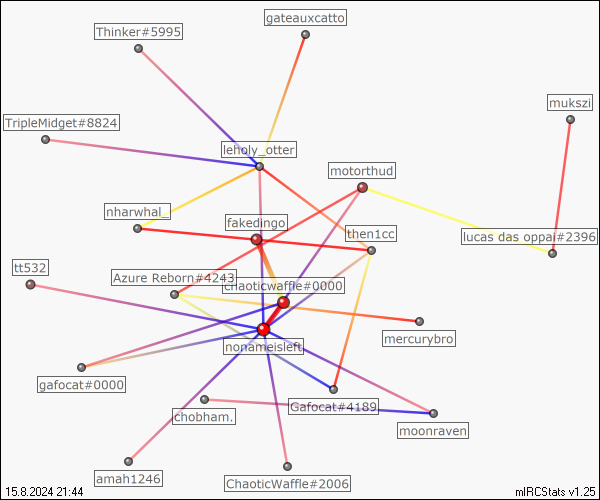 gateauxcatto
Thinker#5995
mukszi
TripleMidget#8824
leholy_otter
motorthud
nharwhal_
fakedingo
then1cc
lucas das oppai#2396
tt532
Azure Reborn#4243
chaoticwaffle#0000
mercurybro
nonameisleft
gafocat#0000
Gafocat#4189
chobham.
moonraven
amah1246
ChaoticWaffle#2006
15.8.2024 21:44
mIRCStats v1.25